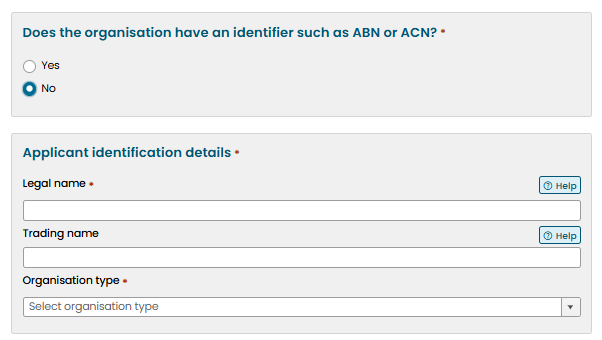 Does the organisation have an identifier such as ABN or ACN? *
Yes
No
Applicant identification details *
Legal name *
Help
Trading name
Help
Organisation type *
Select organisation type